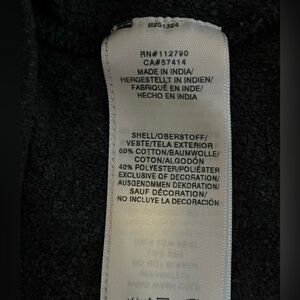 B251324
RN#112790
CA#57414
MADE IN INDIA/
HERGESTELLT IN INDIEN/
FABRIQUÉ EN INDE/
HECHO EN INDIA
SHELL/OBERSTOFF/
VESTE/TELA EXTERIOR
60% COTTON/BAUMWOLLE/
COTON/ALGODÓN
40% POLYESTER/POLIÉSTER
EXCLUSIVE OF DECORATION/
AUSGENOMMEN DEKORATION/
SAUF DÉCORATION/
NO INCLUYE LA DECORACIÓN